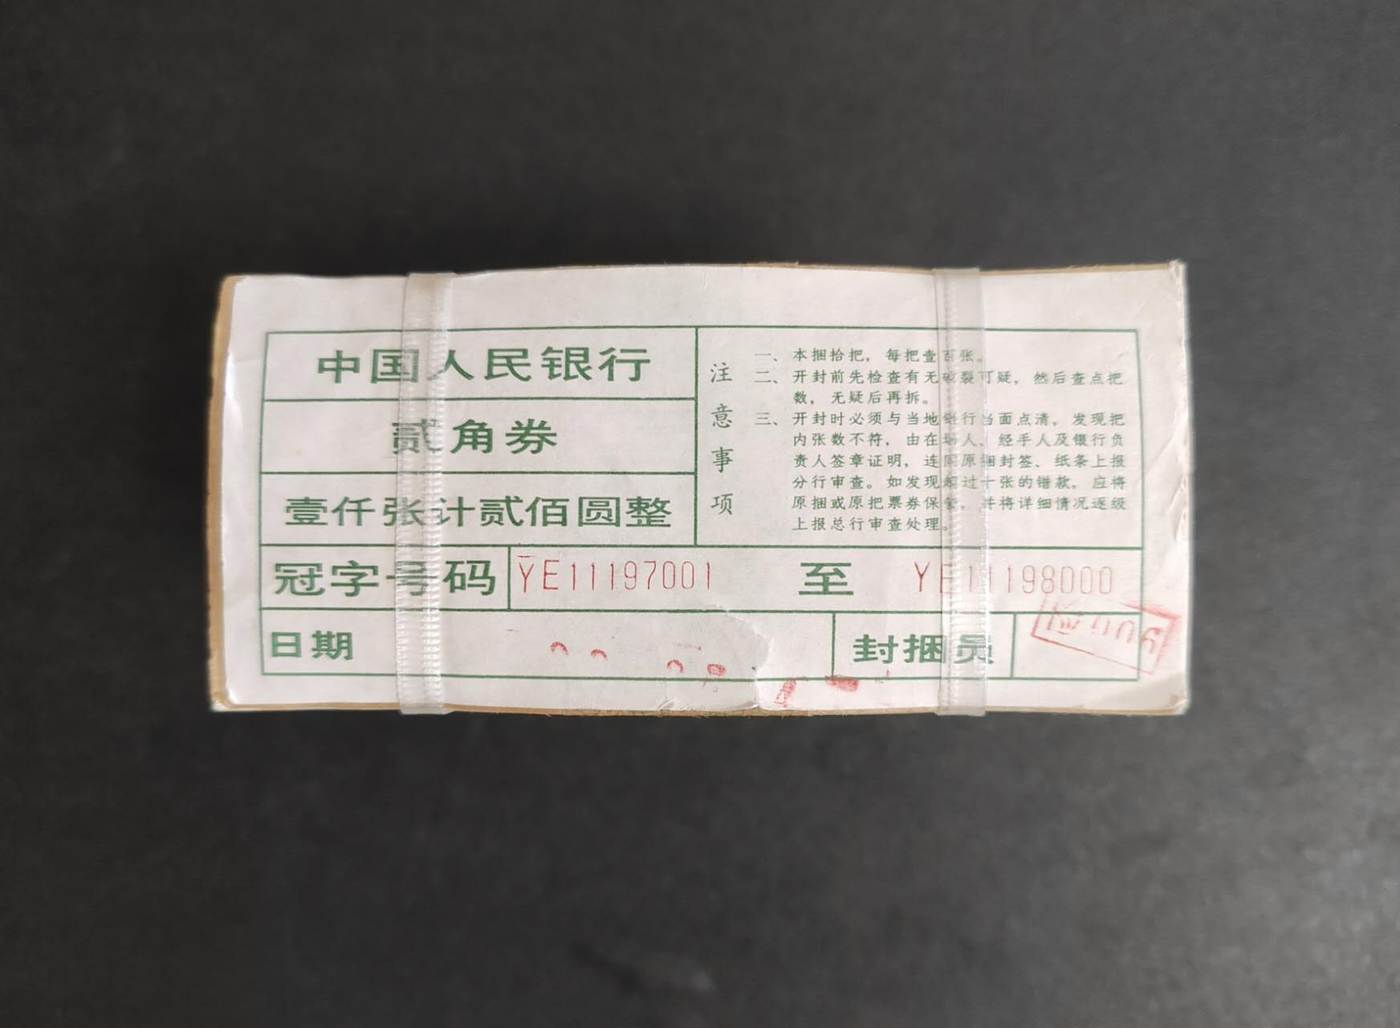 中国人民银行
贰角券
壹仟张计贰佰圆整
注意事项
一、本捆拾把，每把壹百张。
二、开封前先检查有无破裂可疑，然后查点把
数，无疑后再拆。
三、开封时必须与当地银行当面点清，发现把
内张数不符，由在场人，经手人及银行负
责人签章证明，连同原捆封签、纸条上报
分行审查。如发现超过十张的错款，应将
原捆或原把票券保管，并将详细情况逐级
上报总行审查处理。
冠字号码 YE11197001 至 YE11198000
日期 封捆员